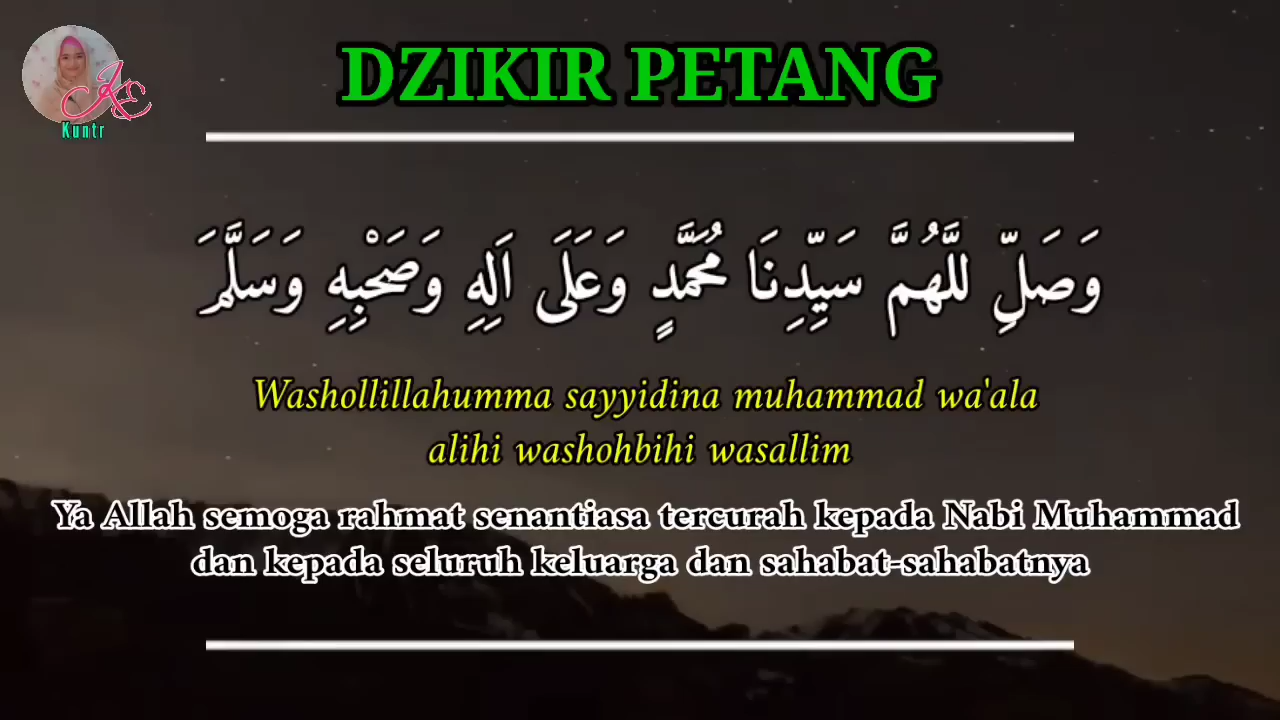 DZIKIR PETANG
Kuntr
وَصَلِّ للَّهُمَّ سَيِّدِنَا مُحَمَّدٍ وَعَلَى اَلِهِ وَصَحْبِهِ وَسَلَّمَ
Washollillahumma sayyidina muhammad wa'ala
alihi washohbihi wasallim
Ya Allah semoga rahmat senantiasa tercurah kepada Nabi Muhammad
dan kepada seluruh keluarga dan sahabat-sahabatnya